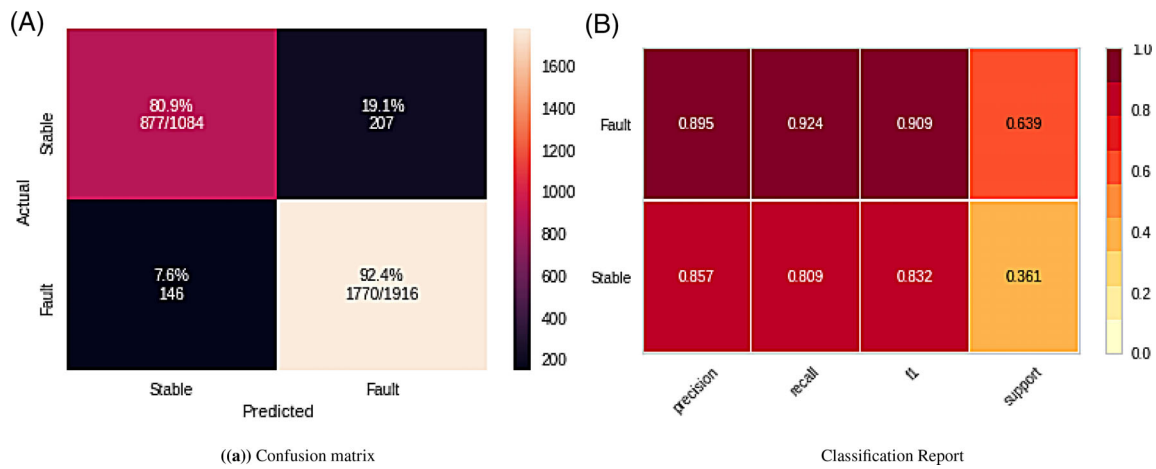 (A)
80.9%
877/1084
19.1%
207
7.6%
146
92.4%
1770/1916
Stable
Fault
Actual
Stable
Fault
Predicted
1600
1400
1200
1000
800
600
400
200
((a)) Confusion matrix
(B)
Fault
Stable
0.895
0.924
0.909
0.639
0.857
0.809
0.832
0.361
precision
recall
f1
support
1.0
0.8
0.6
0.4
0.2
0.0
Classification Report